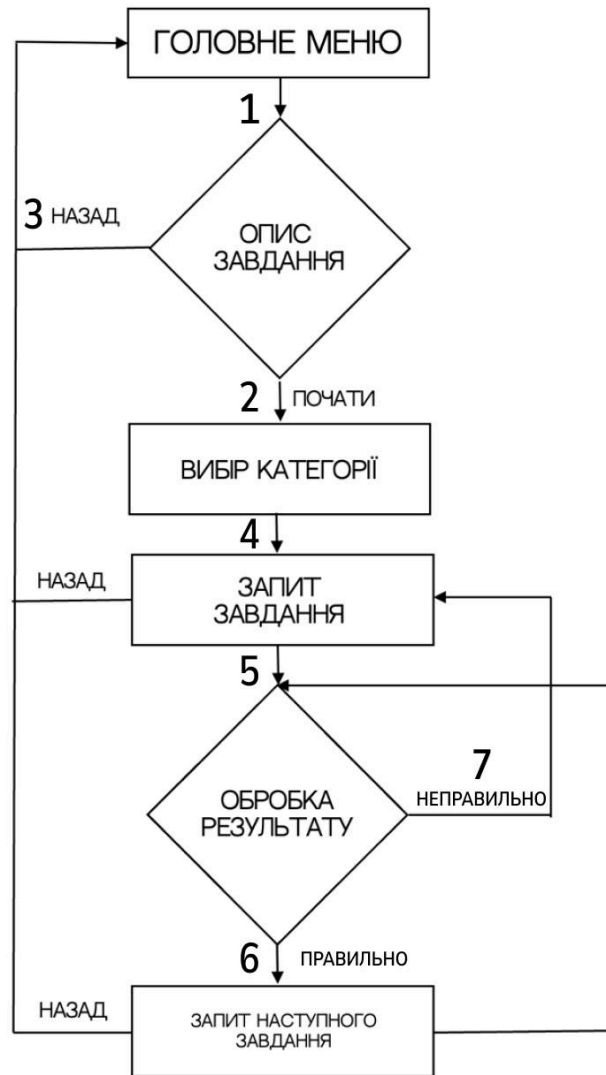 ГОЛОВНЕ МЕНЮ
1
3 НАЗАД
ОПИС
ЗАВДАННЯ
2 ПОЧАТИ
ВИБІР КАТЕГОРІЇ
4
НАЗАД
ЗАПИТ
ЗАВДАННЯ
5
ОБРОБКА
РЕЗУЛЬТАТУ
7
НЕПРАВИЛЬНО
6 ПРАВИЛЬНО
НАЗАД
ЗАПИТ НАСТУПНОГО
ЗАВДАННЯ